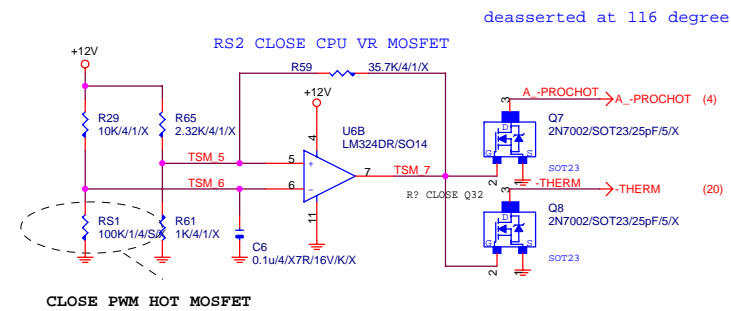 deasserted at 116 degree
RS2 CLOSE CPU VR MOSFET
+12V
R59
35.7K/4/1/X
+12V
A_-PROCHOT
A_-PROCHOT (4)
3
R29
10K/4/1/X
R65
2.32K/4/1/X
4
U6B
LM324DR/SO14
D
G
S
Q7
2N7002/SOT23/25pF/5/X
SOT23
TSM_5
5
+
7
TSM_7
2
1
TSM_6
6
-
R? CLOSE Q32
3
-THERM
-THERM (20)
11
RS1
100K/1/4/S/X
R61
1K/4/1/X
D
G
S
Q8
2N7002/SOT23/25pF/5/X
SOT23
C6
0.1u/4/X7R/16V/K/X
2
1
CLOSE PWM HOT MOSFET